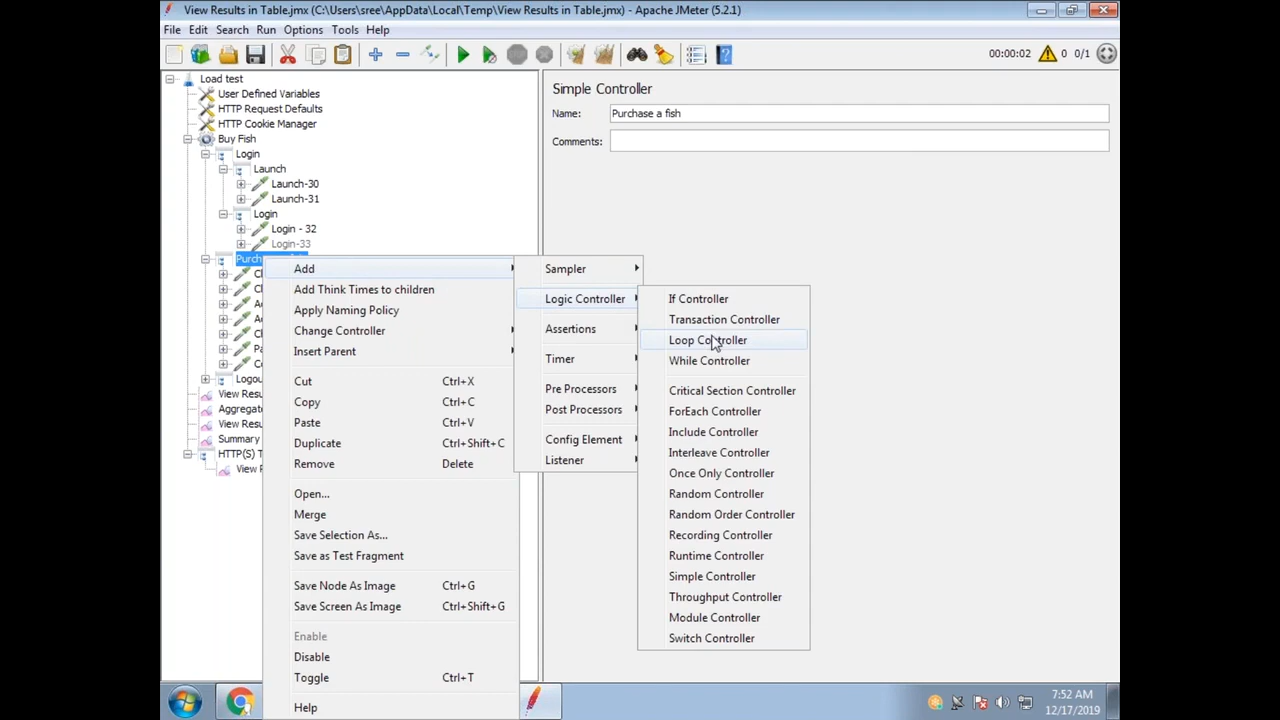 View Results in Table.jmx (C:\Users\sree\AppData\Local\Temp\View Results in Table.jmx) - Apache JMeter (5.2.1)
File Edit Search Run Options Tools Help
00:00:02 0 0/1
Load test
User Defined Variables
HTTP Request Defaults
HTTP Cookie Manager
Buy Fish
Login
Launch
Launch-30
Launch-31
Login
Login - 32
Login-33
Purch
Logou
View Resu
Aggregat
View Resu
Summary
HTTP(S) T
View R
Simple Controller
Name: Purchase a fish
Comments:
Add
Add Think Times to children
Apply Naming Policy
Change Controller
Insert Parent
Cut Ctrl+X
Copy Ctrl+C
Paste Ctrl+V
Duplicate Ctrl+Shift+C
Remove Delete
Open...
Merge
Save Selection As...
Save as Test Fragment
Save Node As Image Ctrl+G
Save Screen As Image Ctrl+Shift+G
Enable
Disable
Toggle Ctrl+T
Help
Sampler
Logic Controller
Assertions
Timer
Pre Processors
Post Processors
Config Element
Listener
If Controller
Transaction Controller
Loop Controller
While Controller
Critical Section Controller
ForEach Controller
Include Controller
Interleave Controller
Once Only Controller
Random Controller
Random Order Controller
Recording Controller
Runtime Controller
Simple Controller
Throughput Controller
Module Controller
Switch Controller
7:52 AM
12/17/2019